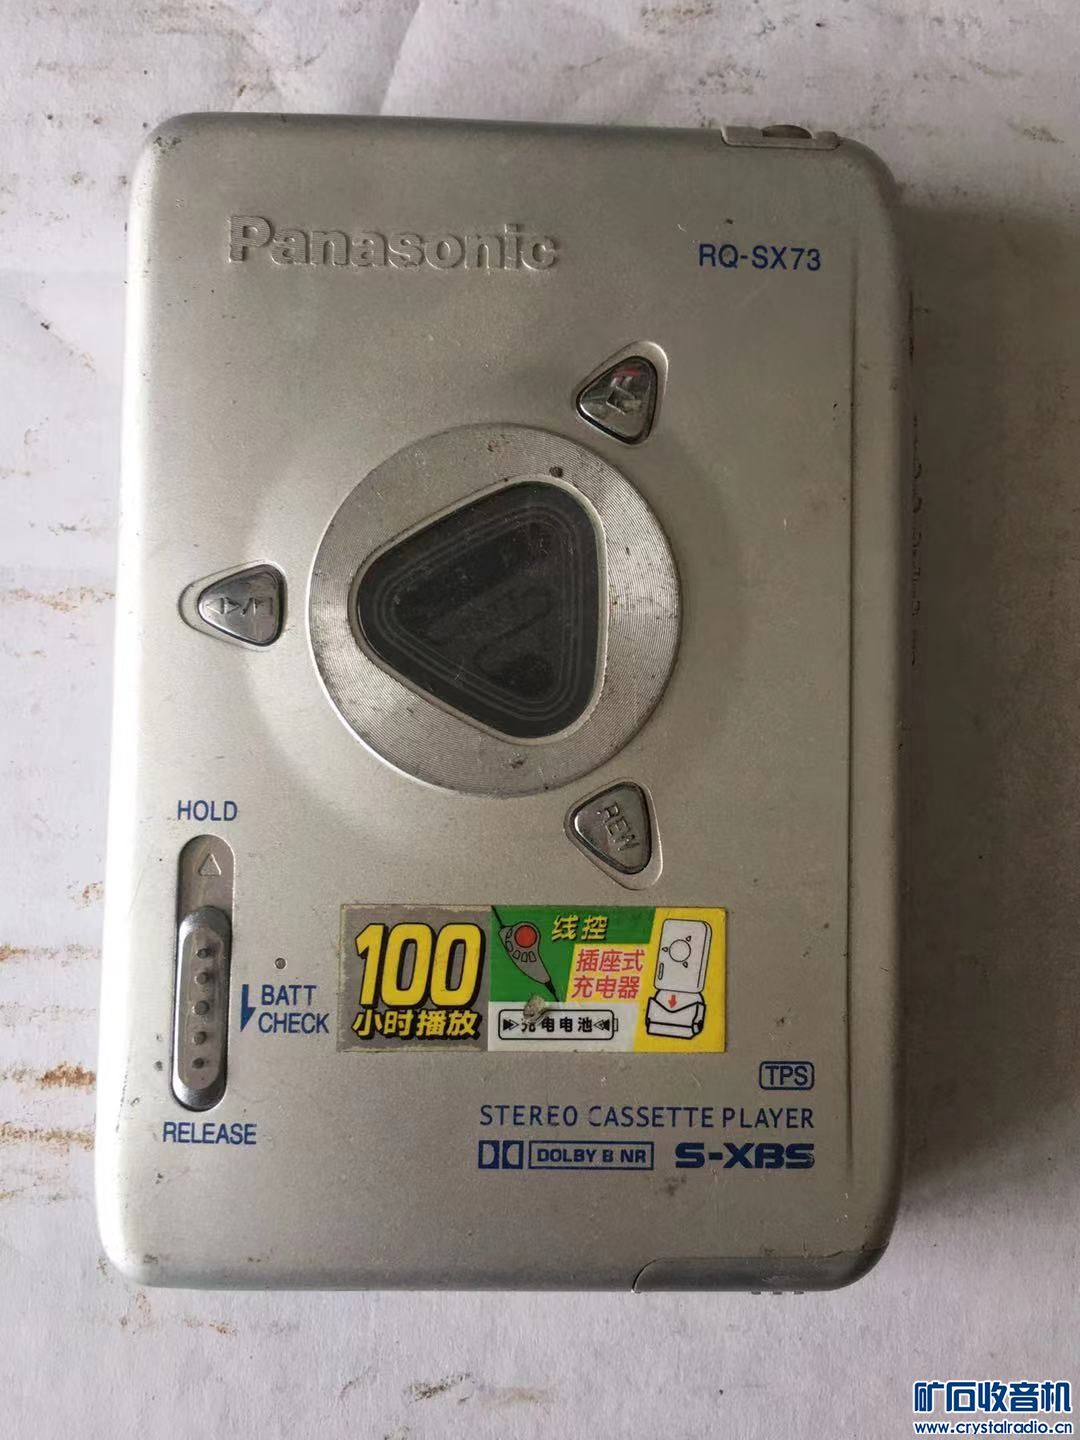 Panasonic
RQ-SX73
FF
REW
HOLD
BATT
CHECK
RELEASE
100
小时播放
线控
插座式
充电器
充电电池
TPS
STEREO CASSETTE PLAYER
DOLBY B NR
S-XBS
矿石收音机
www.crystalradio.cn